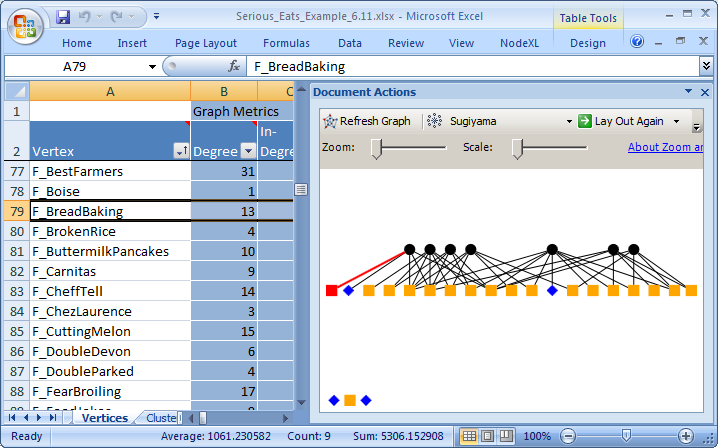 Serious_Eats_Example_6.11.xlsx - Microsoft Excel
Table Tools
Home Insert Page Layout Formulas Data Review View NodeXL Design
A79 fx F_BreadBaking
A B C
Document Actions
1 Graph Metrics
Refresh Graph Sugiyama Lay Out Again
2 Vertex Degree In-Degre
Zoom: Scale: About Zoom an
77 F_BestFarmers 31
78 F_Boise 1
79 F_BreadBaking 13
80 F_BrokenRice 4
81 F_ButtermilkPancakes 10
82 F_Carnitas 9
83 F_CheffTell 14
84 F_ChezLaurence 3
85 F_CuttingMelon 15
86 F_DoubleDevon 6
87 F_DoubleParked 4
88 F_FearBroiling 17
Vertices Cluster
Ready Average: 1061.230582 Count: 9 Sum: 5306.152908 100%